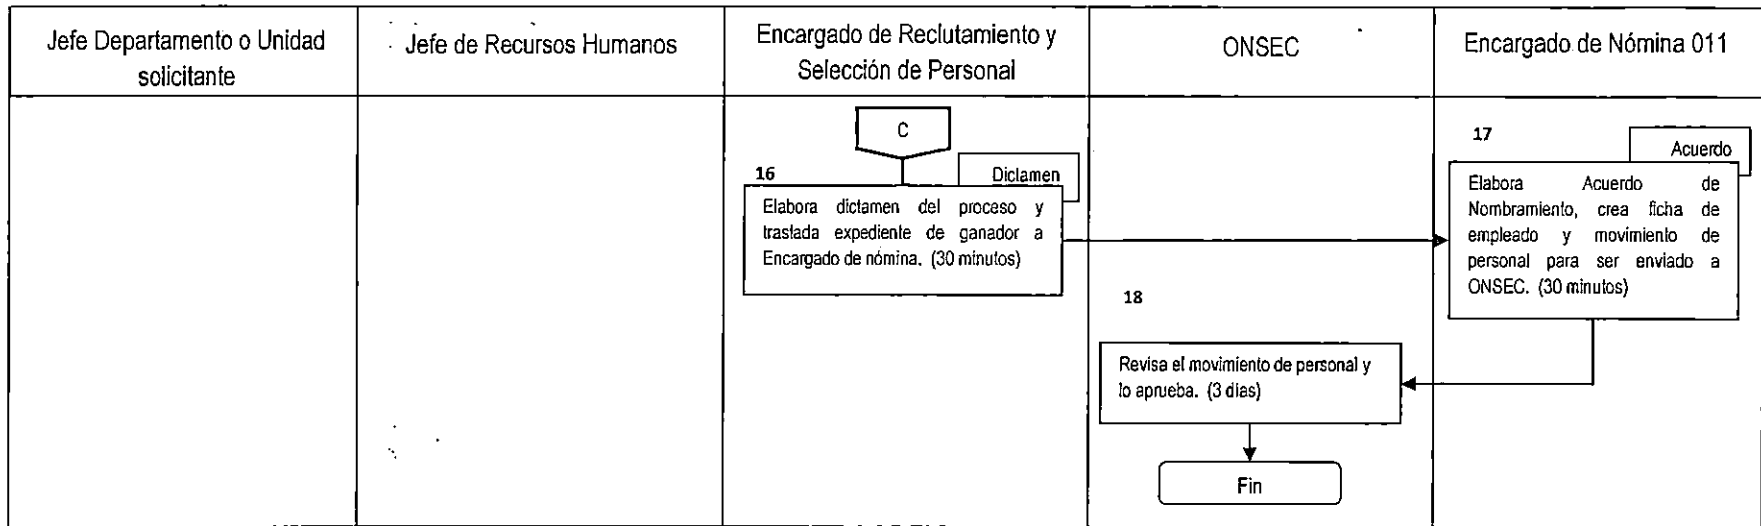 Jefe Departamento o Unidad
solicitante
Jefe de Recursos Humanos
Encargado de Reclutamiento y
Selección de Personal
ONSEC
Encargado de Nómina 011
C
16
Dictamen
Elabora dictamen del proceso y
traslada expediente de ganador a
Encargado de nómina. (30 minutos)
17
Acuerdo
Elabora Acuerdo de
Nombramiento, crea ficha de
empleado y movimiento de
personal para ser enviado a
ONSEC. (30 minutos)
18
Revisa el movimiento de personal y
lo aprueba. (3 días)
Fin